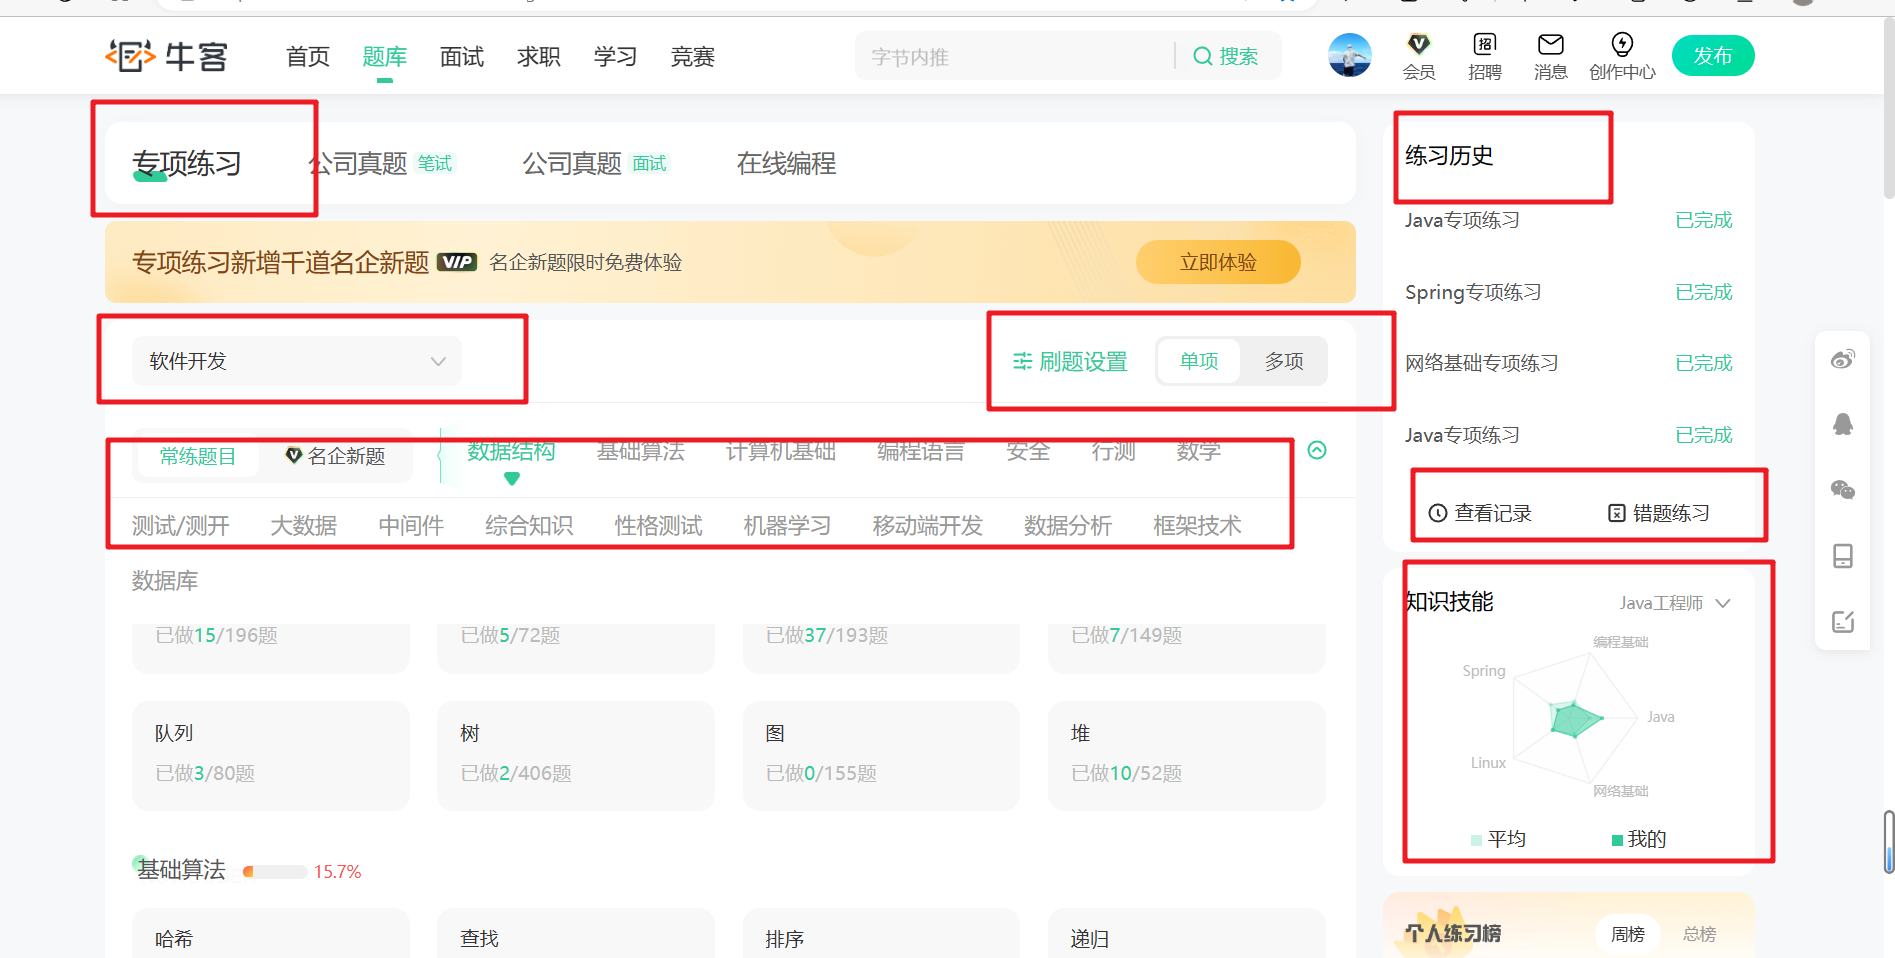 牛客
首页 题库 面试 求职 学习 竞赛
字节内推
搜索
会员 招聘 消息 创作中心
发布
专项练习 公司真题 笔试 公司真题 面试 在线编程
专项练习新增千道名企新题 VIP 名企新题限时免费体验 立即体验
软件开发
刷题设置 单项 多项
常练题目 名企新题 数据结构 基础算法 计算机基础 编程语言 安全 行测 数学
测试/测开 大数据 中间件 综合知识 性格测试 机器学习 移动端开发 数据分析 框架技术
数据库
已做15/196题 已做5/72题 已做37/193题 已做7/149题
队列 树 图 堆
已做3/80题 已做2/406题 已做0/155题 已做10/52题
基础算法 15.7%
哈希 查找 排序 递归
练习历史
Java专项练习 已完成
Spring专项练习 已完成
网络基础专项练习 已完成
Java专项练习 已完成
查看记录 错题练习
知识技能 Java工程师
编程基础
Spring
Java
Linux
网络基础
平均 我的
个人练习榜 周榜 总榜